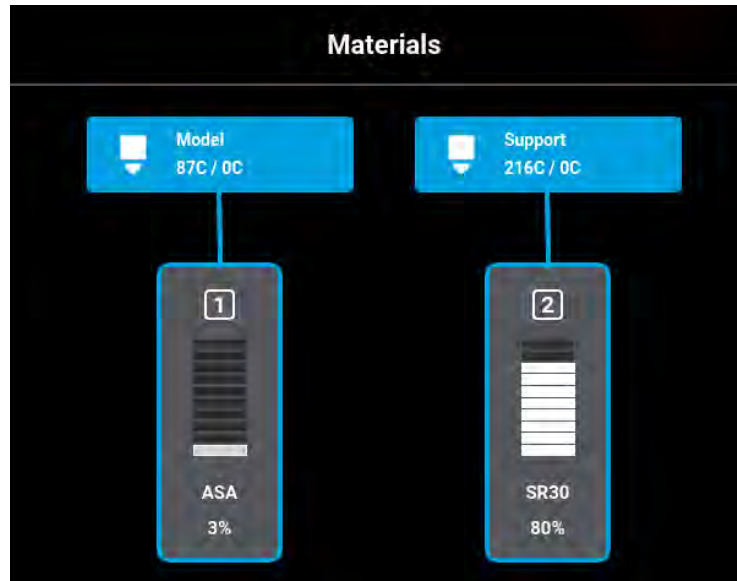 Materials
Model
87C / 0C
Support
216C / 0C
1
2
ASA
3%
SR30
80%